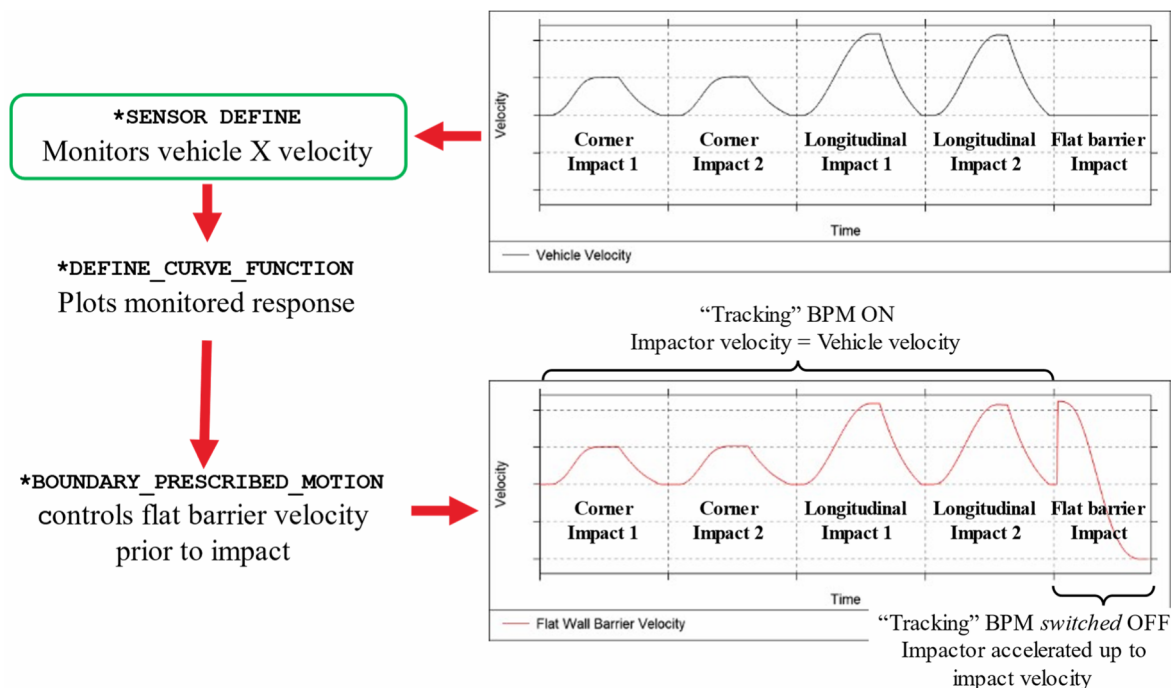 *SENSOR DEFINE
Monitors vehicle X velocity
*DEFINE_CURVE_FUNCTION
Plots monitored response
*BOUNDARY_PRESCRIBED_MOTION
controls flat barrier velocity
prior to impact
Velocity
Corner
Impact 1
Corner
Impact 2
Longitudinal
Impact 1
Longitudinal
Impact 2
Flat barrier
Impact
Time
Vehicle Velocity
“Tracking” BPM ON
Impactor velocity = Vehicle velocity
Velocity
Corner
Impact 1
Corner
Impact 2
Longitudinal
Impact 1
Longitudinal
Impact 2
Flat barrier
Impact
Time
Flat Wall Barrier Velocity
“Tracking” BPM switched OFF
Impactor accelerated up to
impact velocity